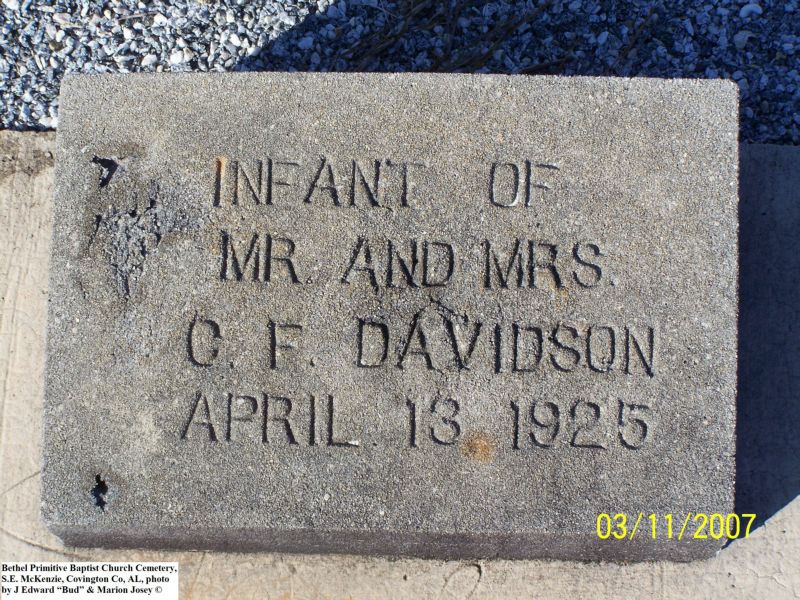 INFANT OF
MR. AND MRS.
C. F. DAVIDSON
APRIL 13 1925
03/11/2007
Bethel Primitive Baptist Church Cemetery,
S.E. McKenzie, Covington Co, AL, photo
by J Edward “Bud” & Marion Josey ©